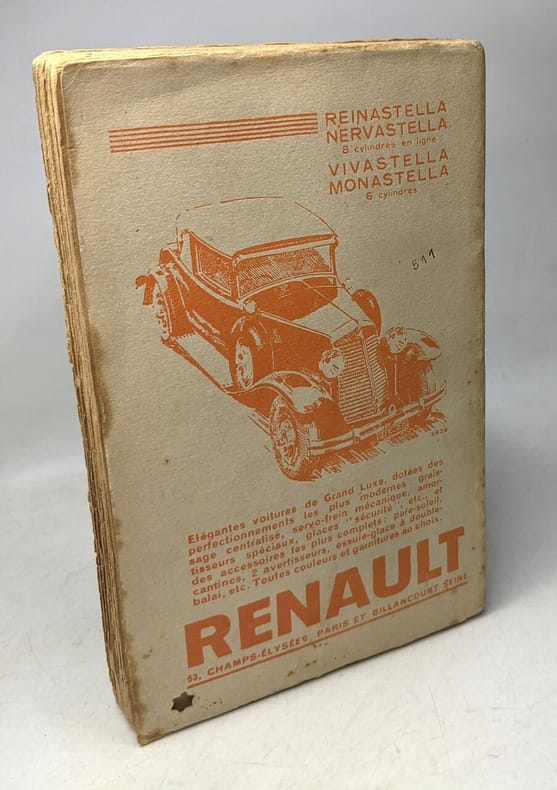 REINASTELLA
NERVASTELLA
8 cylindres en ligne
VIVASTELLA
MONASTELLA
6 cylindres
511
1629
Elégantes voitures de Grand Luxe, dotées des
perfectionnements les plus modernes: grais-
sage centralisé, servo-frein mécanique, amor-
tisseurs spéciaux, glaces "sécurité", etc., et
des accessoires les plus complets: pare-soleil,
cantines, 2 avertisseurs, essuie-glace à double-
balai, etc. Toutes couleurs et garnitures au choix.
RENAULT
53, CHAMPS-ÉLYSÉES, PARIS ET BILLANCOURT SEINE